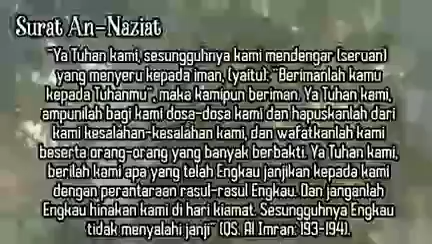 Surat An-Naziat
"Ya Tuhan kami, sesungguhnya kami mendengar (seruan)
yang menyeru kepada iman, (yaitu): "Berimanlah kamu
kepada Tuhanmu", maka kamipun beriman. Ya Tuhan kami,
ampunilah bagi kami dosa-dosa kami dan hapuskanlah dari
kami kesalahan-kesalahan kami, dan wafatkanlah kami
beserta orang-orang yang banyak berbakti. Ya Tuhan kami,
berilah kami apa yang telah Engkau janjikan kepada kami
dengan perantaraan rasul-rasul Engkau. Dan janganlah
Engkau hinakan kami di hari kiamat. Sesungguhnya Engkau
tidak menyalahi janji" (QS. Al Imran: 193-194).